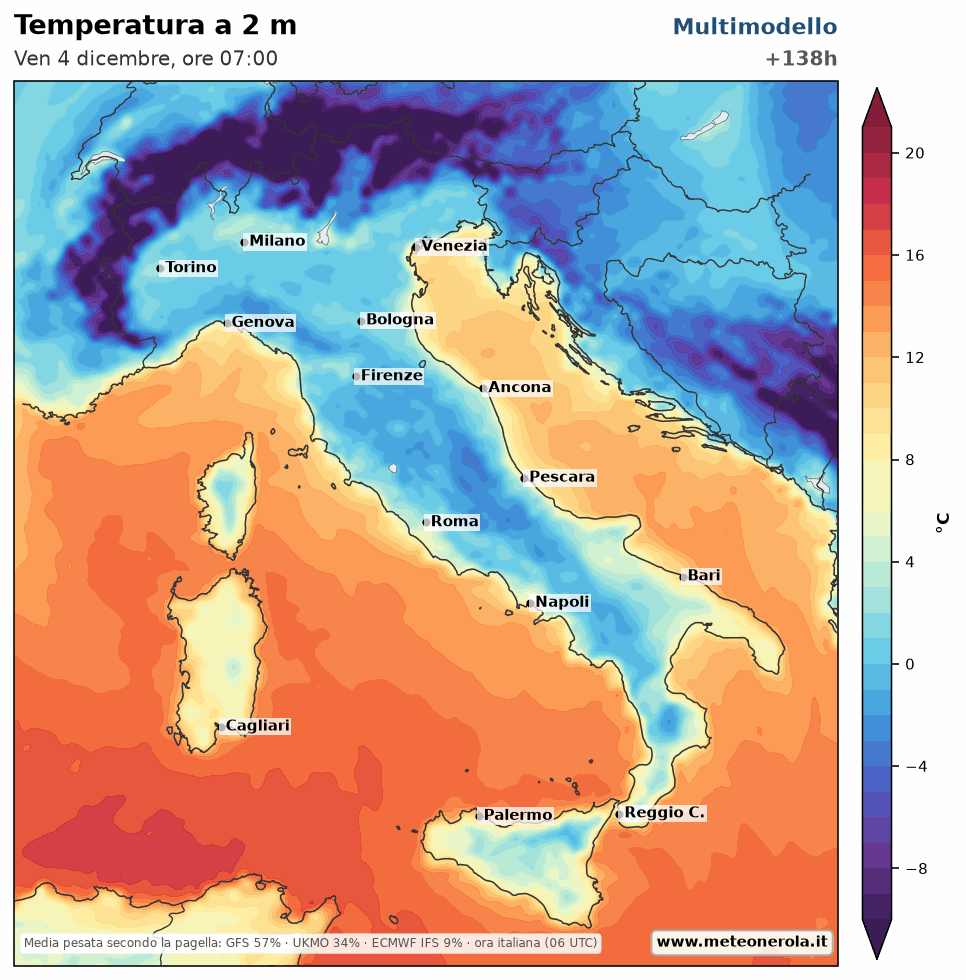 Temperatura a 2 m
Multimodello
Ven 4 dicembre, ore 07:00
+138h
Milano
Venezia
Torino
Genova
Bologna
Firenze
Ancona
Pescara
Roma
Bari
Napoli
Cagliari
Palermo
Reggio C.
20
16
12
8
4
0
−4
−8
°C
Media pesata secondo la pagella: GFS 57% · UKMO 34% · ECMWF IFS 9% · ora italiana (06 UTC)
www.meteonerola.it